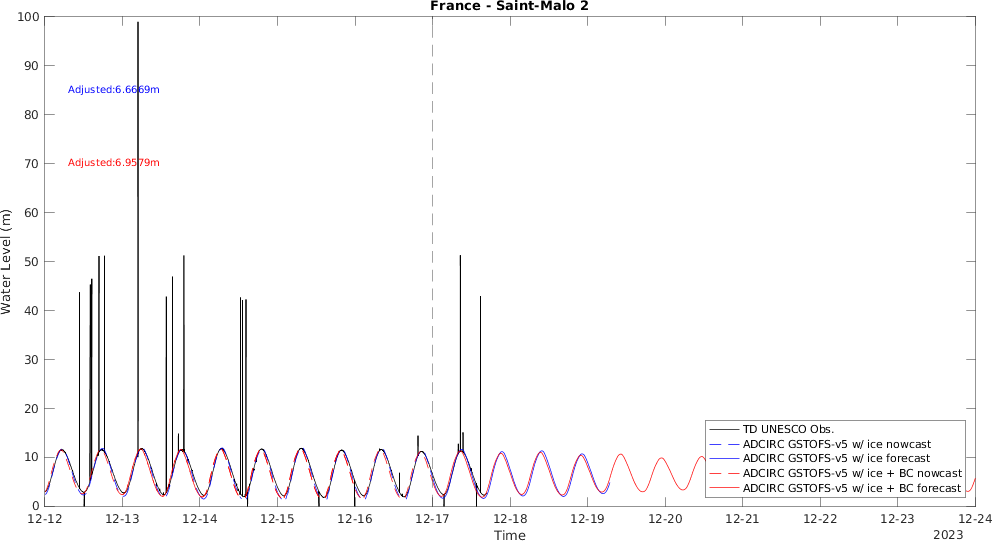 France - Saint-Malo 2
100
90
80
70
60
50
40
30
20
10
0
Water Level (m)
Adjusted:6.6669m
Adjusted:6.9579m
TD UNESCO Obs.
ADCIRC GSTOFS-v5 w/ ice nowcast
ADCIRC GSTOFS-v5 w/ ice forecast
ADCIRC GSTOFS-v5 w/ ice + BC nowcast
ADCIRC GSTOFS-v5 w/ ice + BC forecast
12-12 12-13 12-14 12-15 12-16 12-17 12-18 12-19 12-20 12-21 12-22 12-23 12-24
Time
2023